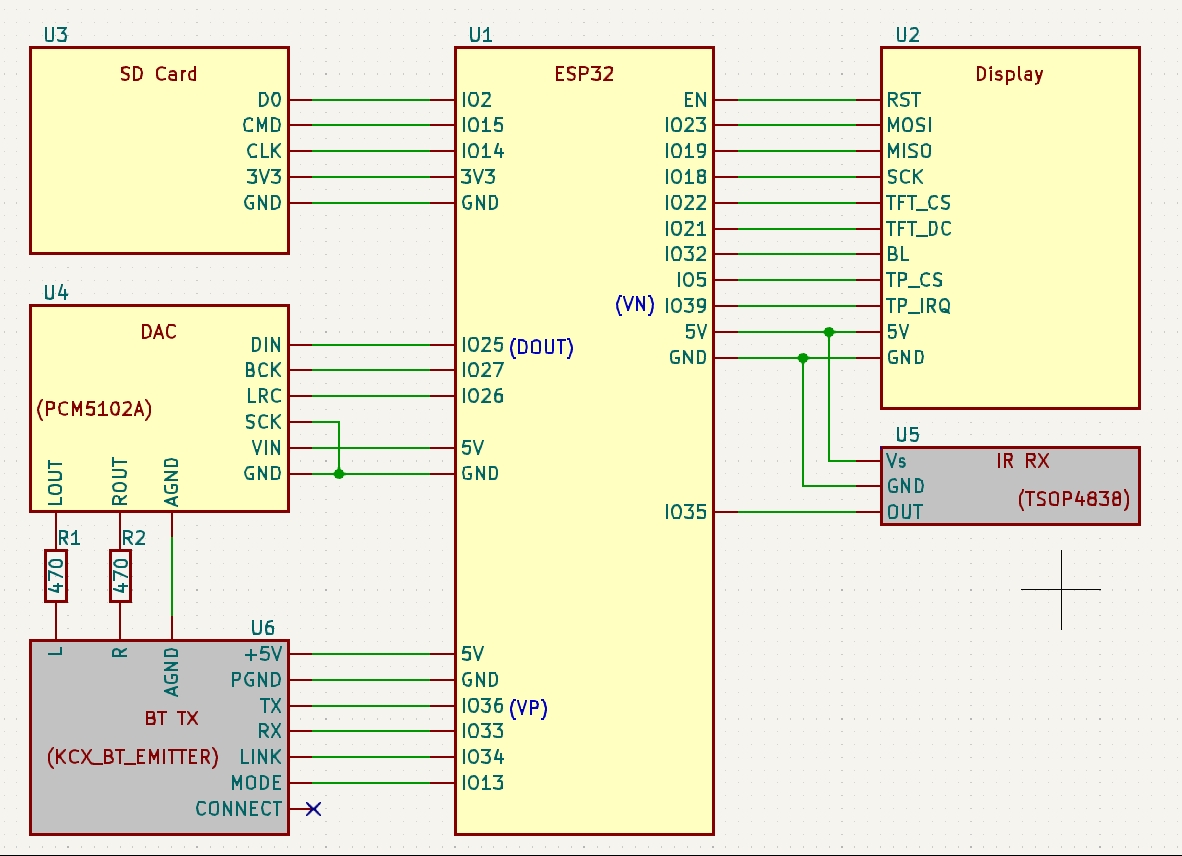 U3
SD Card
D0
CMD
CLK
3V3
GND
U4
DAC
(PCM5102A)
DIN
BCK
LRC
SCK
VIN
GND
LOUT
ROUT
AGND
R1
470
R2
470
U6
L
R
AGND
BT TX
(KCX_BT_EMITTER)
+5V
PGND
TX
RX
LINK
MODE
CONNECT
U1
ESP32
IO2
IO15
IO14
3V3
GND
IO25 (DOUT)
IO27
IO26
5V
GND
5V
GND
IO36 (VP)
IO33
IO34
IO13
EN
IO23
IO19
IO18
IO22
IO21
IO32
IO5
(VN) IO39
5V
GND
IO35
U2
Display
RST
MOSI
MISO
SCK
TFT_CS
TFT_DC
BL
TP_CS
TP_IRQ
5V
GND
U5
IR RX
(TSOP4838)
Vs
GND
OUT